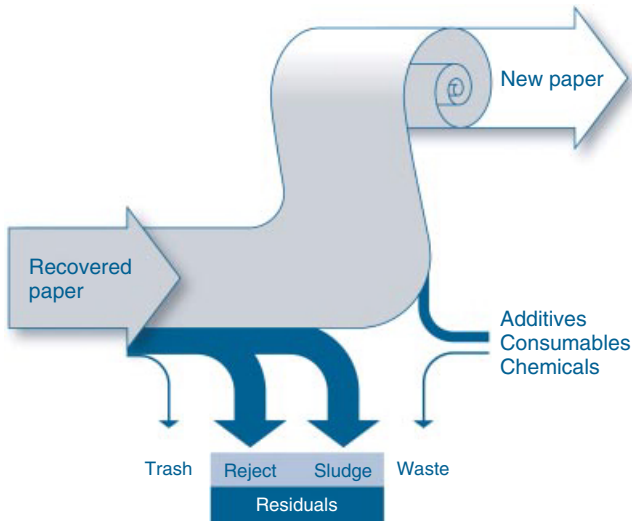 New paper
Recovered
paper
Additives
Consumables
Chemicals
Trash
Reject
Sludge
Waste
Residuals